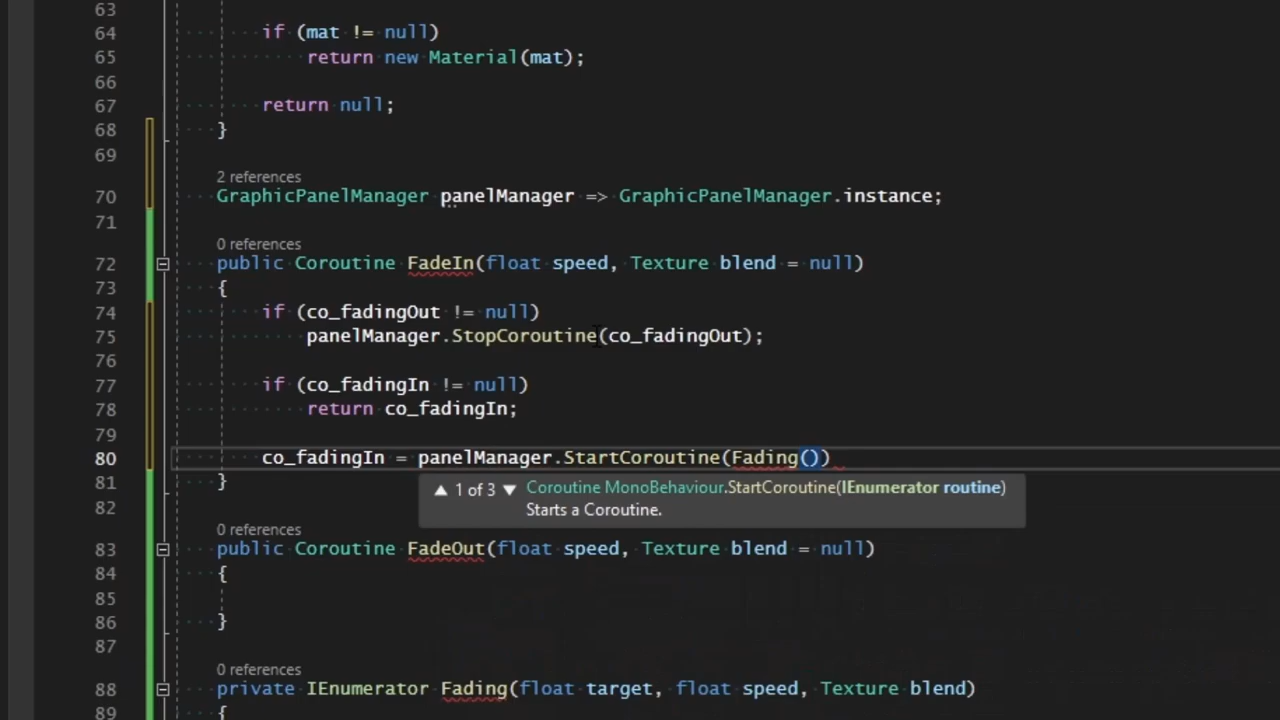 63
64 if (mat != null)
65 return new Material(mat);
66
67 return null;
68 }
69
2 references
70 GraphicPanelManager panelManager => GraphicPanelManager.instance;
71
0 references
72 public Coroutine FadeIn(float speed, Texture blend = null)
73 {
74 if (co_fadingOut != null)
75 panelManager.StopCoroutine(co_fadingOut);
76
77 if (co_fadingIn != null)
78 return co_fadingIn;
79
80 co_fadingIn = panelManager.StartCoroutine(Fading())
81 }
▲ 1 of 3 ▼ Coroutine MonoBehaviour.StartCoroutine(IEnumerator routine)
Starts a Coroutine.
82
0 references
83 public Coroutine FadeOut(float speed, Texture blend = null)
84 {
85
86 }
87
0 references
88 private IEnumerator Fading(float target, float speed, Texture blend)
89 {